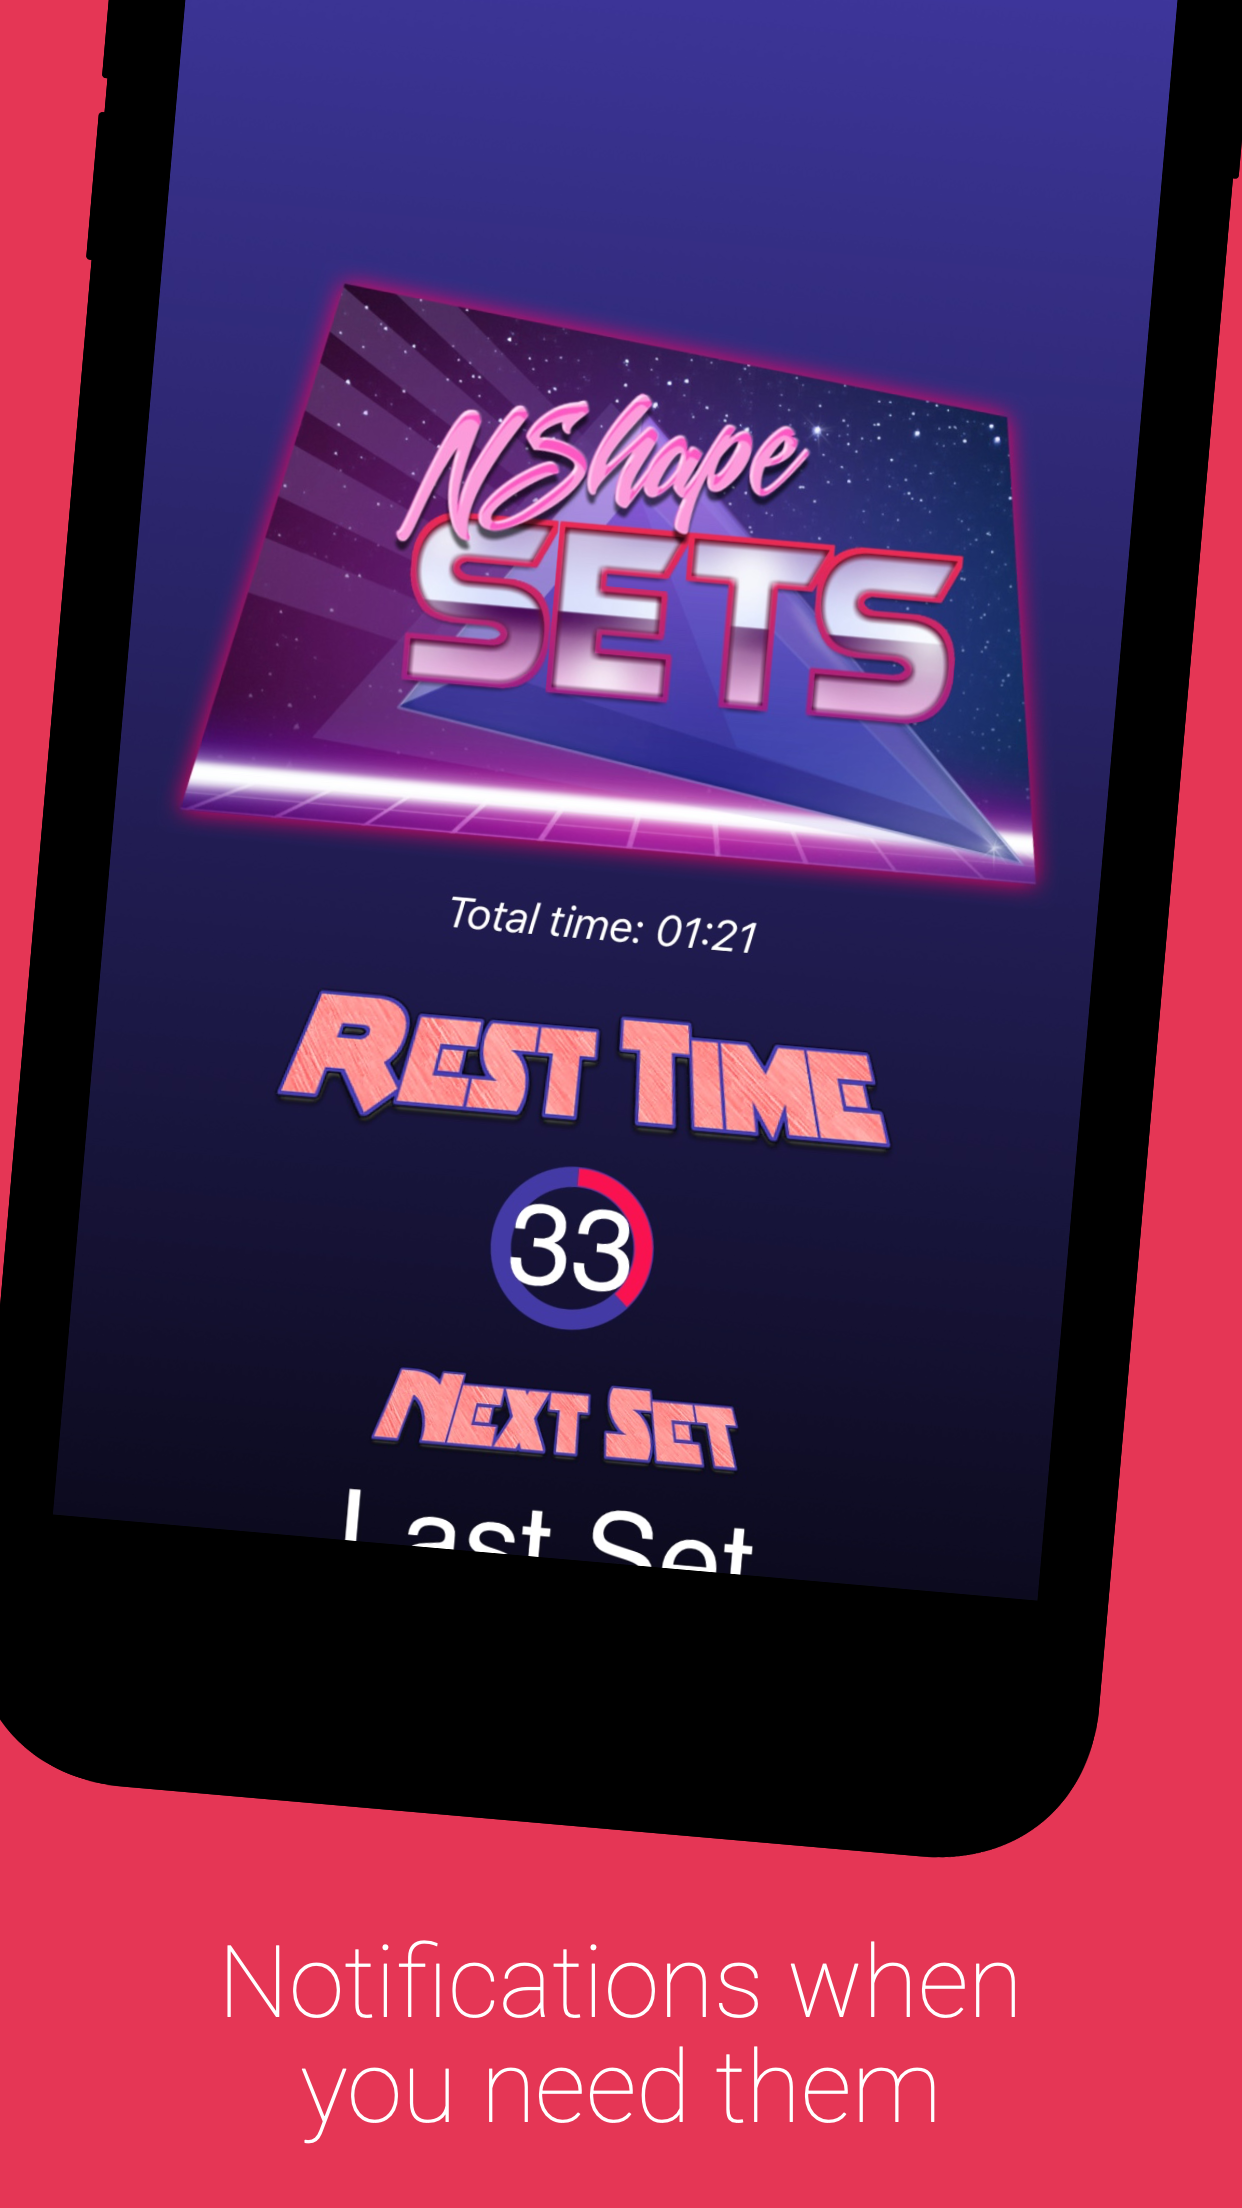 NShape
SETS
Total time: 01:21
REST TIME
33
NEXT SET
Last Set
Notifications when
you need them